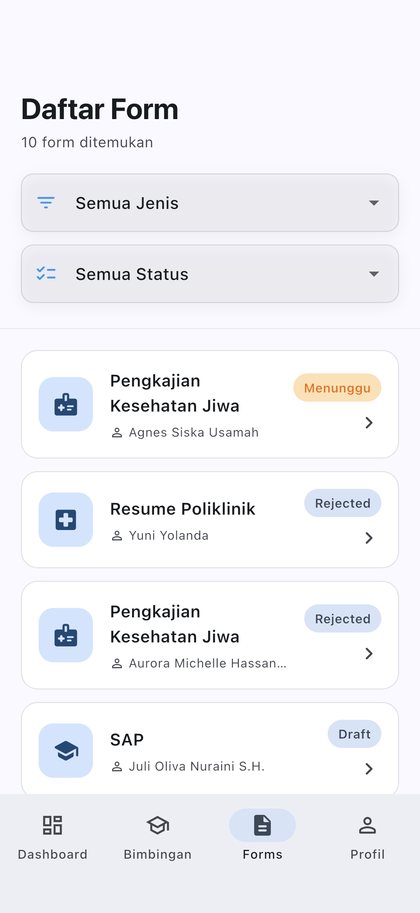 Daftar Form
10 form ditemukan
Semua Jenis
Semua Status
Pengkajian
Kesehatan Jiwa
Menunggu
Agnes Siska Usamah
Resume Poliklinik
Rejected
Yuni Yolanda
Pengkajian
Kesehatan Jiwa
Rejected
Aurora Michelle Hassan...
SAP
Draft
Juli Oliva Nuraini S.H.
Dashboard
Bimbingan
Forms
Profil